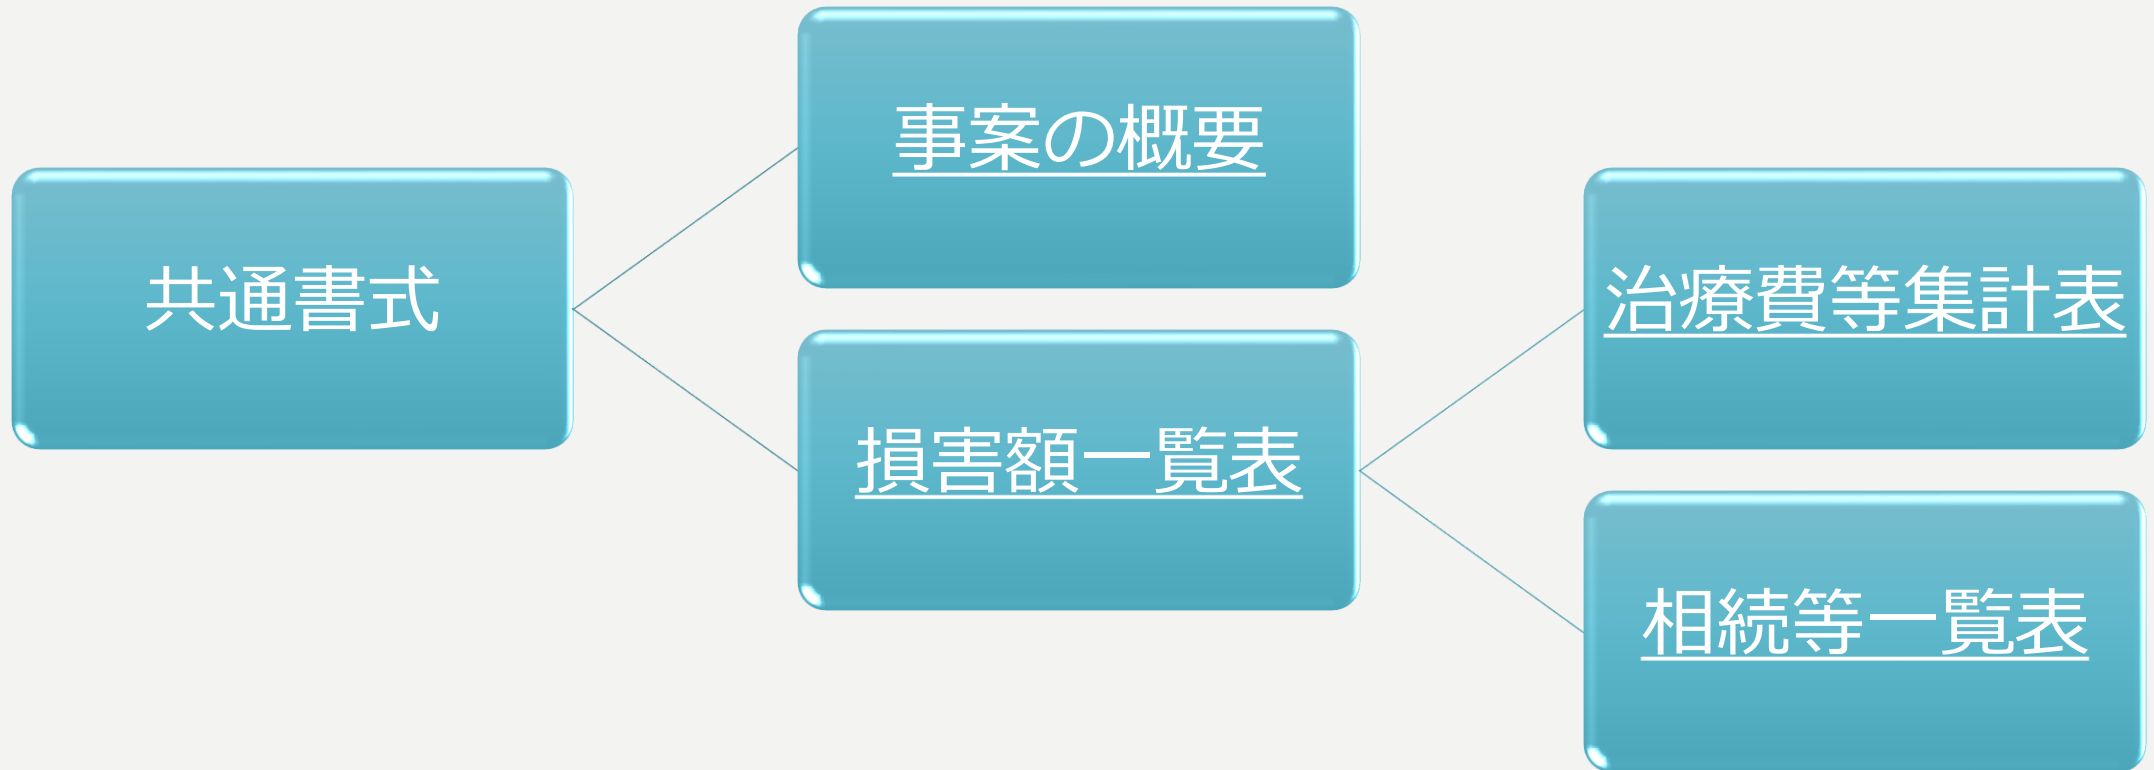 共通書式
事案の概要
損害額一覧表
治療費等集計表
相続等一覧表